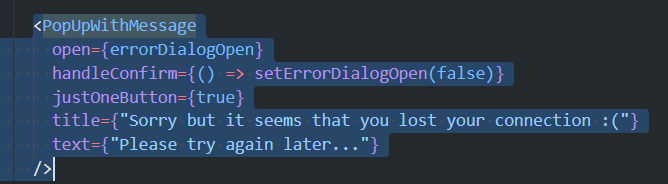 <PopUpWithMessage
open={errorDialogOpen}
handleConfirm={() => setErrorDialogOpen(false)}
justOneButton={true}
title={"Sorry but it seems that you lost your connection :("}
text={"Please try again later..."}
/>